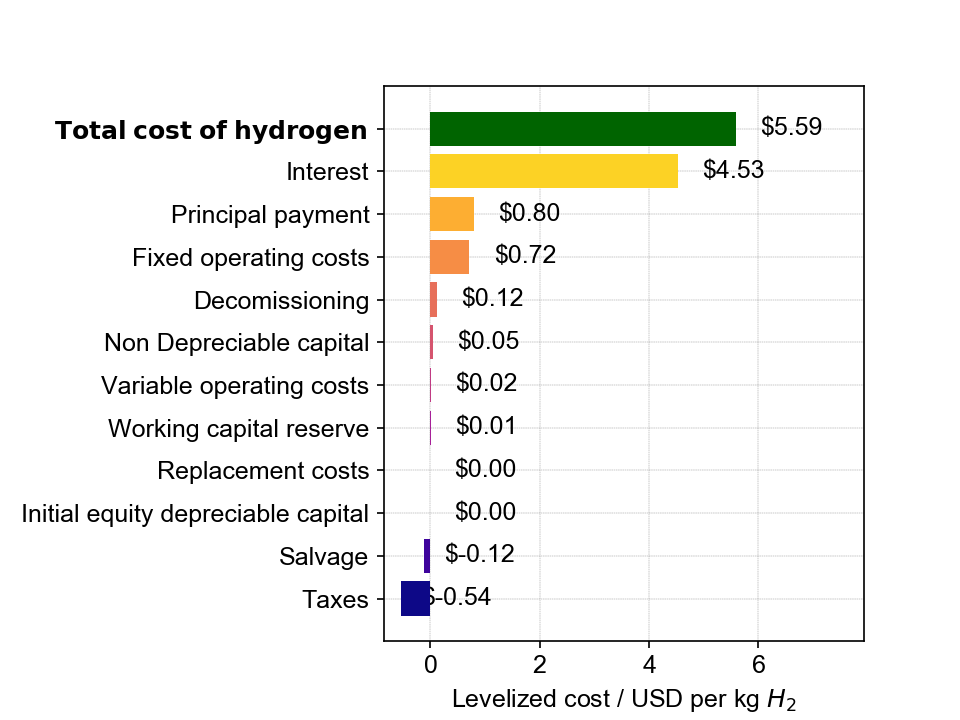 Total cost of hydrogen $5.59
Interest $4.53
Principal payment $0.80
Fixed operating costs $0.72
Decomissioning $0.12
Non Depreciable capital $0.05
Variable operating costs $0.02
Working capital reserve $0.01
Replacement costs $0.00
Initial equity depreciable capital $0.00
Salvage $-0.12
Taxes $-0.54
0 2 4 6
Levelized cost / USD per kg H₂